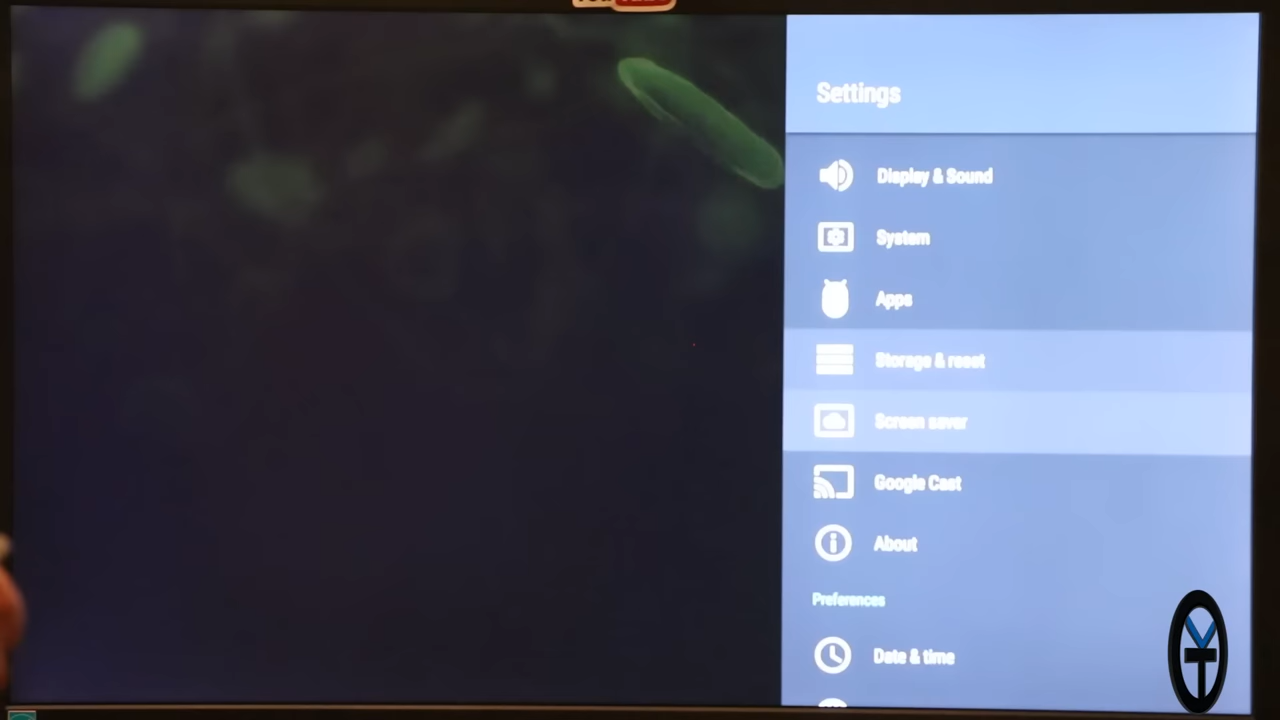 Settings
Display & Sound
System
Apps
Storage & reset
Screen saver
Google Cast
About
Preferences
Date & time